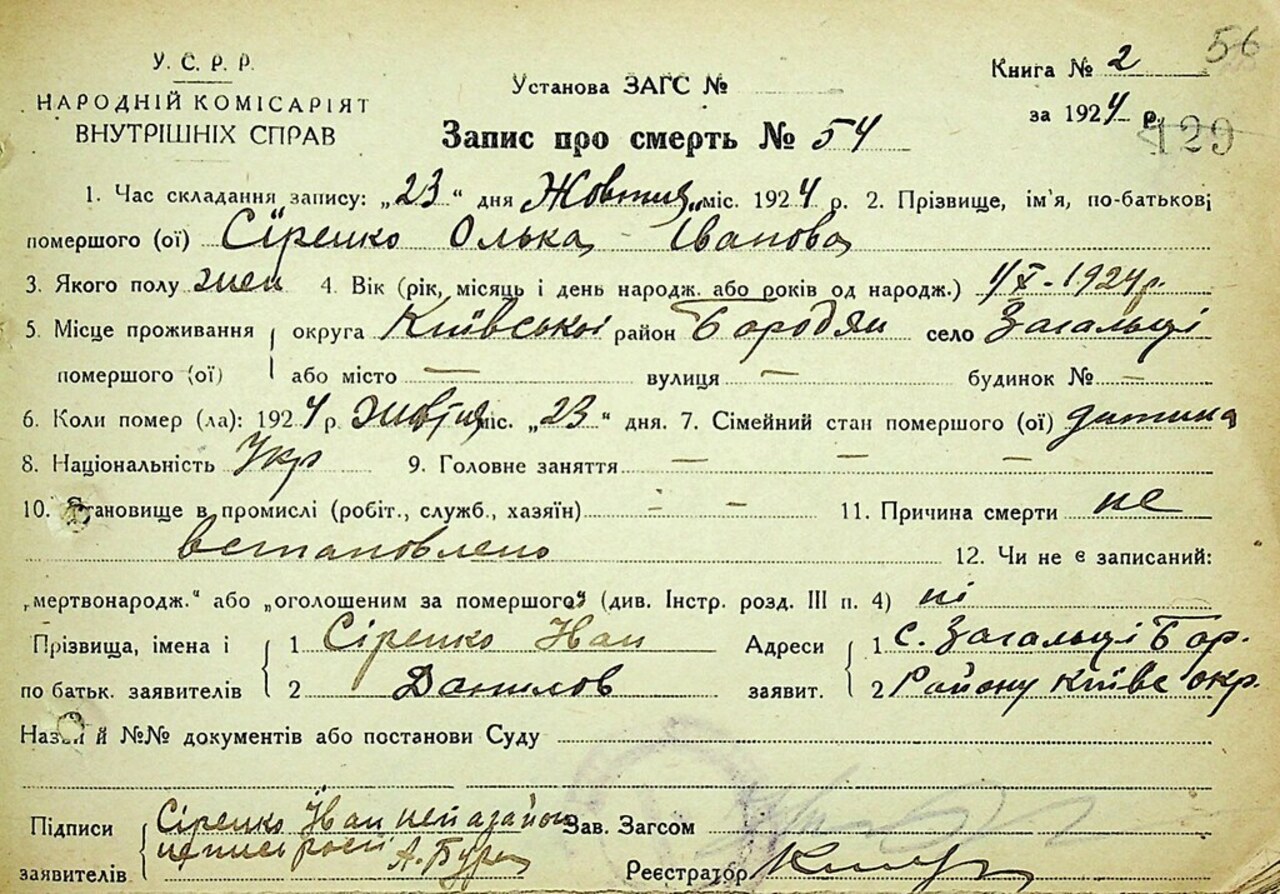 56
У. С. Р. Р.
НАРОДНІЙ КОМІСАРІЯТ
ВНУТРІШНІХ СПРАВ
Установа ЗАГС №
Книга № 2
за 1924 р.
129
Запис про смерть № 54
1. Час складання запису: „23“ дня Жовтня міс. 1924 р. 2. Прізвище, ім'я, по-батькові
помершого (ої) Сіренко Олька Іванова
3. Якого полу жен 4. Вік (рік, місяць і день народж. або років од народж.) 1/X - 1924 р.
5. Місце проживання округа Київської район Бородян село Загальці
помершого (ої) або місто — вулиця — будинок № —
6. Коли помер (ла): 1924 р. жовтня міс. „23“ дня. 7. Сімейний стан помершого (ої) дитина
8. Національність Укр 9. Головне заняття — — —
10. Становище в промислі (робіт., служб., хазяїн) — — 11. Причина смерти не
встановлено 12. Чи не є записаний:
„мертвонародж.“ або „оголошеним за помершого“ (див. Інстр. розд. III п. 4) ні
Прізвища, імена і 1 Сіренко Іван Адреси 1 с. Загальці Бор.
по батьк. заявителів 2 Данилов заявит. 2 Району Київс окр.
Назви й №№ документів або постанови Суду
Підписи Сіренко Іван Зав. Загсом
заявителів А. Реєстратор